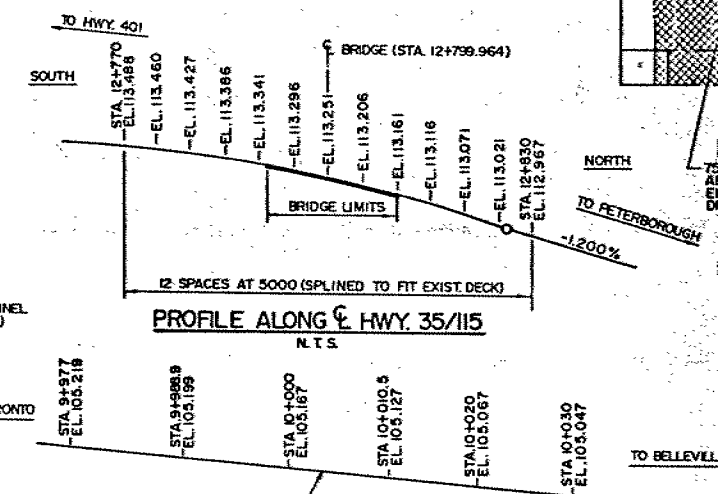 TO HWY. 401
SOUTH
STA. 12+770
EL. 113.488
EL. 113.460
EL. 113.427
EL. 113.386
EL. 113.341
EL. 113.296
EL. 113.251
EL. 113.206
EL. 113.161
EL. 113.116
EL. 113.071
EL. 113.021
STA. 12+830
EL. 112.967
℄ BRIDGE (STA. 12+799.964)
NORTH
TO PETERBOROUGH
BRIDGE LIMITS
-1.200%
12 SPACES AT 5000 (SPLINED TO FIT EXIST. DECK)
PROFILE ALONG ℄ HWY. 35/115
N.T.S.
NEL
)
ONTO
STA. 9+977
EL. 105.219
STA. 9+988.9
EL. 105.199
STA 10+000
EL. 105.167
STA 10+010.5
EL. 105.127
STA. 10+020
EL. 105.067
STA 10+030
EL. 105.047
TO BELLEVILL